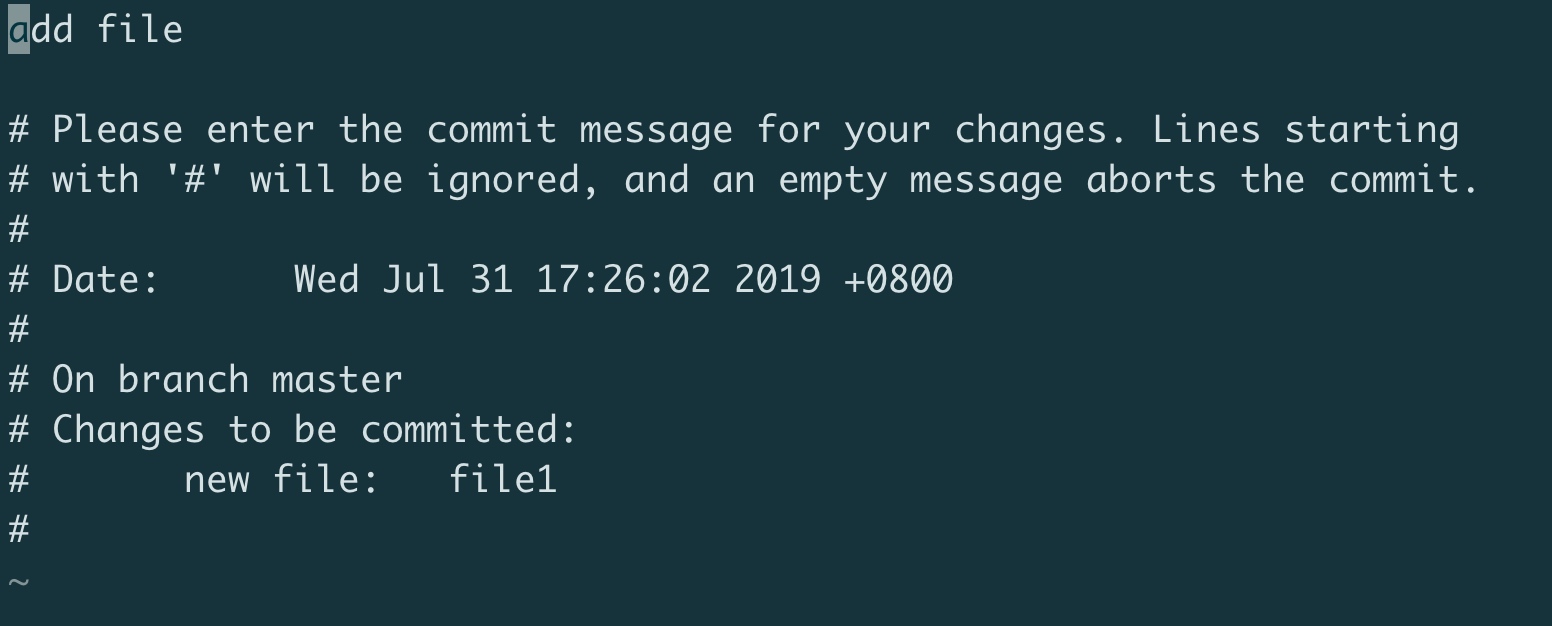 add file

# Please enter the commit message for your changes. Lines starting
# with '#' will be ignored, and an empty message aborts the commit.
#
# Date:      Wed Jul 31 17:26:02 2019 +0800
#
# On branch master
# Changes to be committed:
#       new file:   file1
#
~